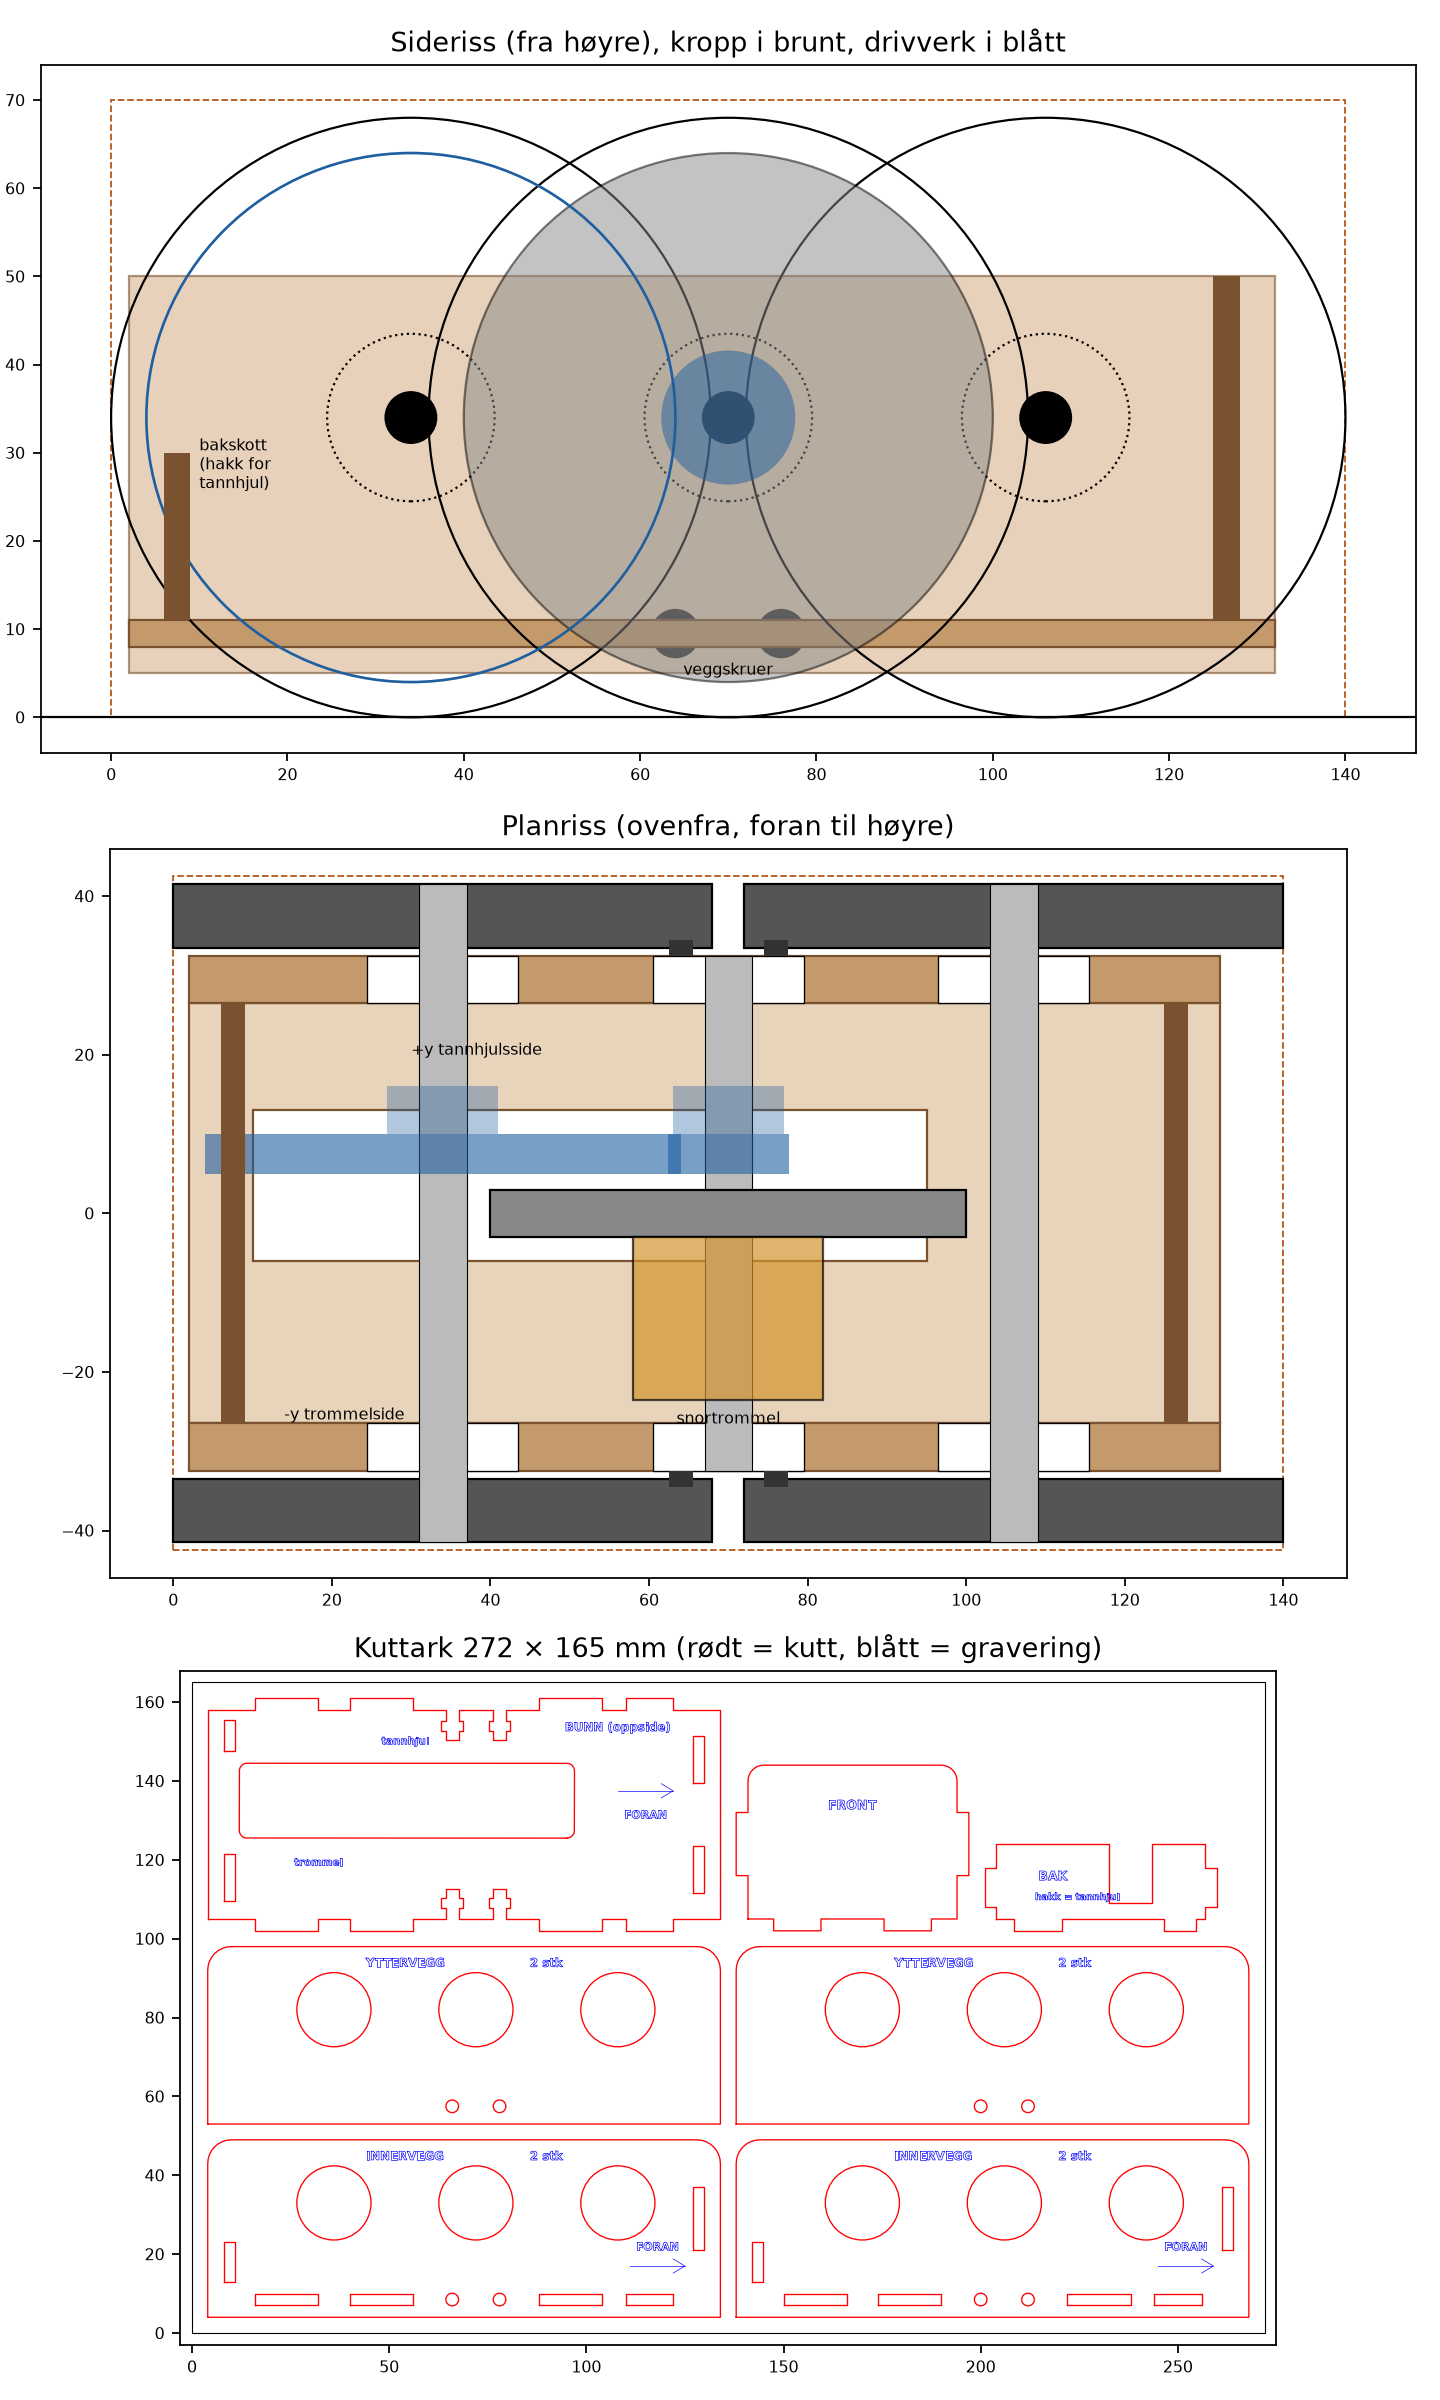 Sideriss (fra høyre), kropp i brunt, drivverk i blått
70
60
50
40
30
20
10
0
bakskott
(hakk for
tannhjul)
veggskruer
0
20
40
60
80
100
120
140
Planriss (ovenfra, foran til høyre)
40
20
0
−20
−40
+y tannhjulsside
-y trommelside
snortrommel
0
20
40
60
80
100
120
140
Kuttark 272 × 165 mm (rødt = kutt, blått = gravering)
160
140
120
100
80
60
40
20
0
BUNN (oppside)
tannhjul
FORAN
trommel
FRONT
BAK
hakk = tannhjul
YTTERVEGG 2 stk
YTTERVEGG 2 stk
INNERVEGG 2 stk
INNERVEGG 2 stk
FORAN
FORAN
0
50
100
150
200
250